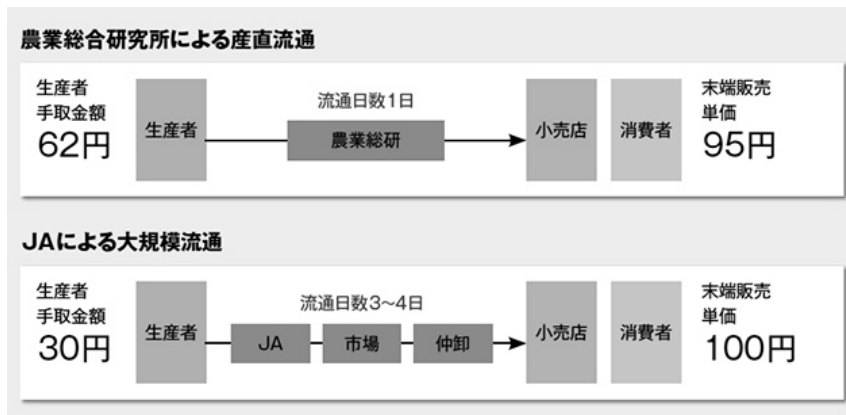 農業総合研究所による産直流通
生産者
手取金額
62円
生産者
流通日数1日
農業総研
小売店
消費者
末端販売
単価
95円
JAによる大規模流通
生産者
手取金額
30円
生産者
流通日数3〜4日
JA
市場
仲卸
小売店
消費者
末端販売
単価
100円